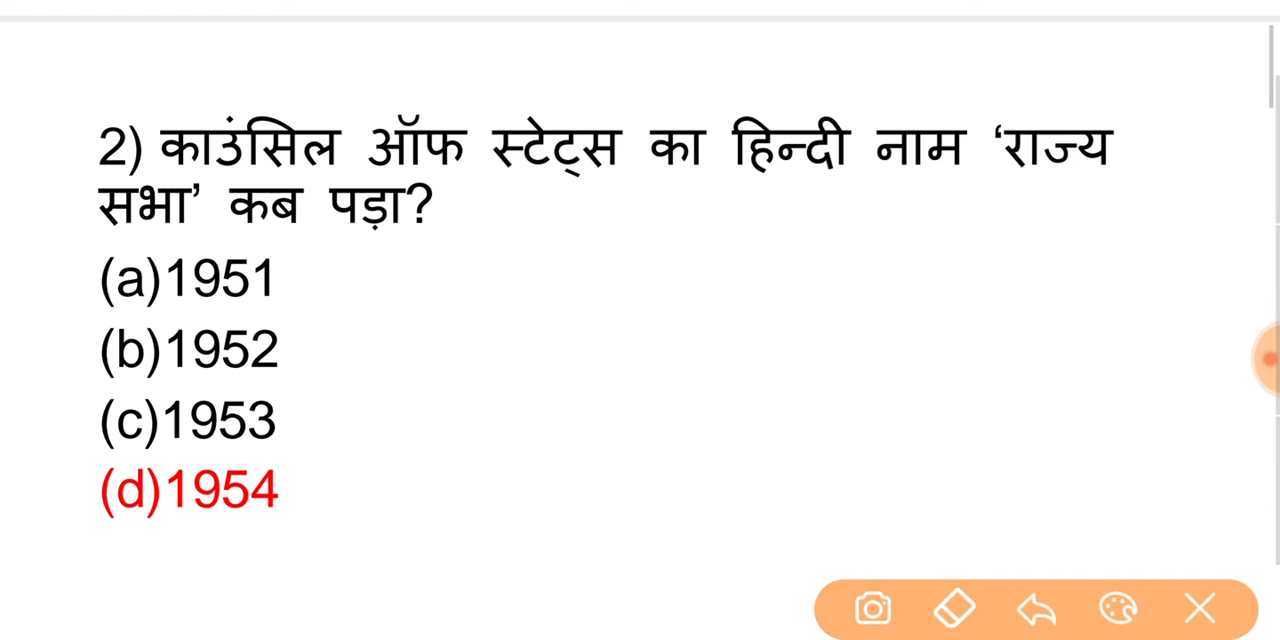 2) काउंसिल ऑफ स्टेट्स का हिन्दी नाम ‘राज्य
सभा’ कब पड़ा?
(a)1951
(b)1952
(c)1953
(d)1954